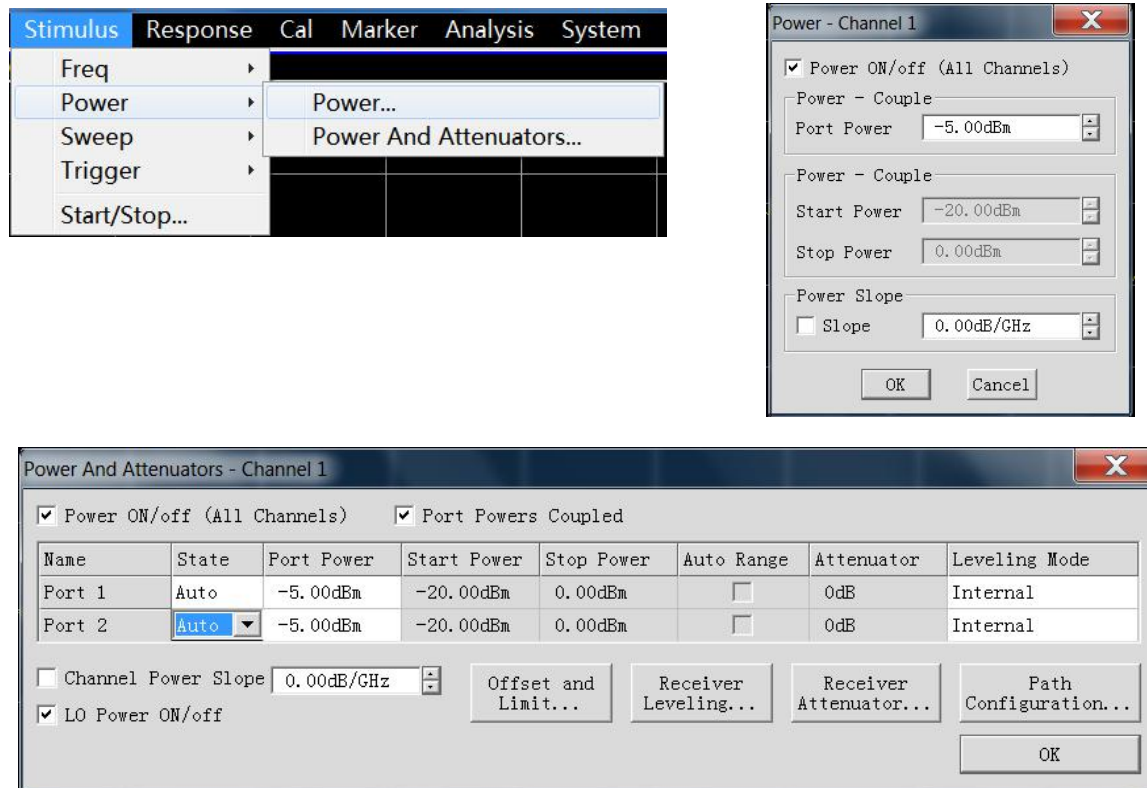 Stimulus Response Cal Marker Analysis System
Freq
Power
Power...
Sweep
Power And Attenuators...
Trigger
Start/Stop...
Power - Channel 1
Power ON/off (All Channels)
Power - Couple
Port Power -5.00dBm
Power - Couple
Start Power -20.00dBm
Stop Power 0.00dBm
Power Slope
Slope 0.00dB/GHz
OK Cancel
Power And Attenuators - Channel 1
Power ON/off (All Channels) Port Powers Coupled
Name State Port Power Start Power Stop Power Auto Range Attenuator Leveling Mode
Port 1 Auto -5.00dBm -20.00dBm 0.00dBm 0dB Internal
Port 2 Auto -5.00dBm -20.00dBm 0.00dBm 0dB Internal
Channel Power Slope 0.00dB/GHz
LO Power ON/off
Offset and
Limit...
Receiver
Leveling...
Receiver
Attenuator...
Path
Configuration...
OK